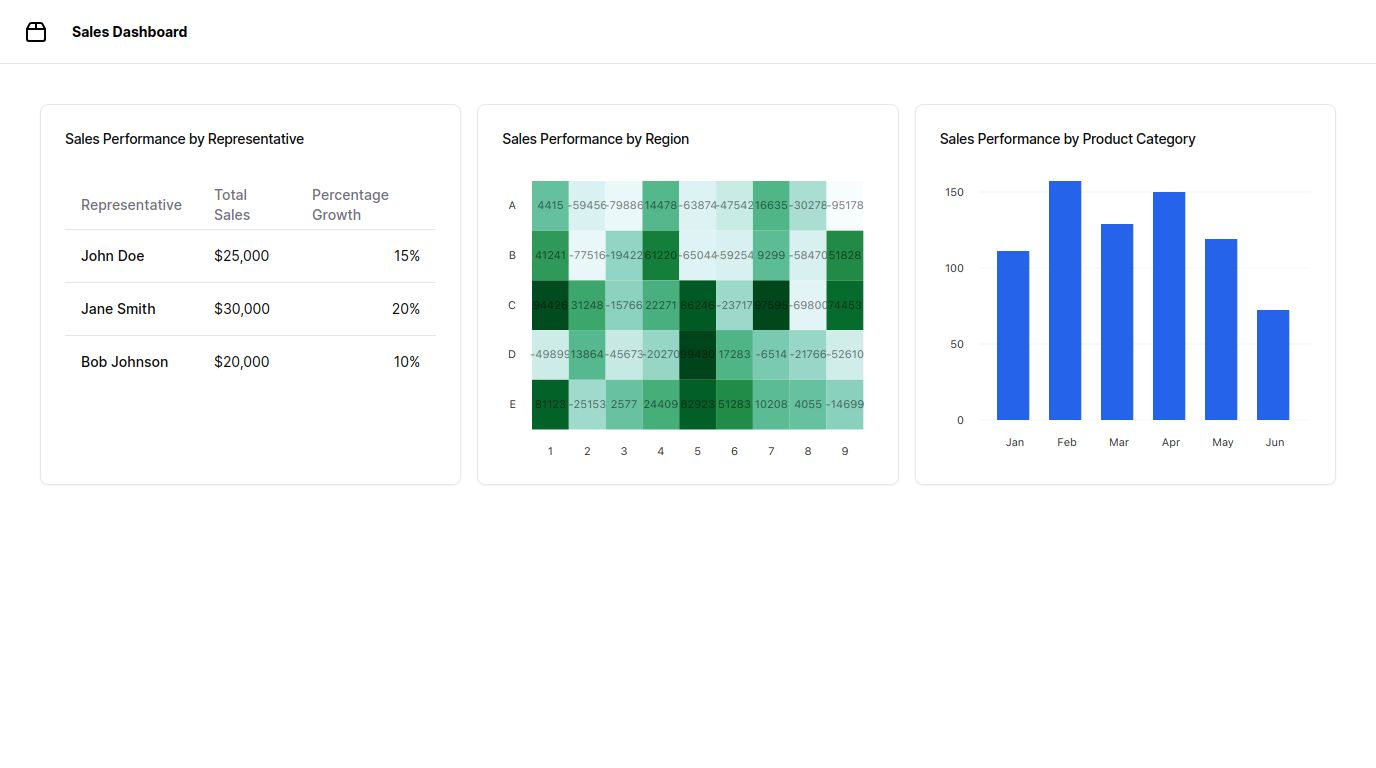 Sales Dashboard
Sales Performance by Representative
Representative Total Sales Percentage Growth
John Doe $25,000 15%
Jane Smith $30,000 20%
Bob Johnson $20,000 10%
Sales Performance by Region
A 4415 -59456 -79886 14478 -63874 -47542 16635 -30278 -95178
B 41241 -77516 -19422 61220 -65044 -59254 9299 -58470 51828
C 94426 31248 -15766 22271 86246 -23717 97595 -69800 74453
D -49899 13864 -45673 -20270 99430 17283 -6514 -21766 -52610
E 81123 -25153 2577 24409 82923 51283 10208 4055 -14699
1 2 3 4 5 6 7 8 9
Sales Performance by Product Category
150
100
50
0
Jan Feb Mar Apr May Jun